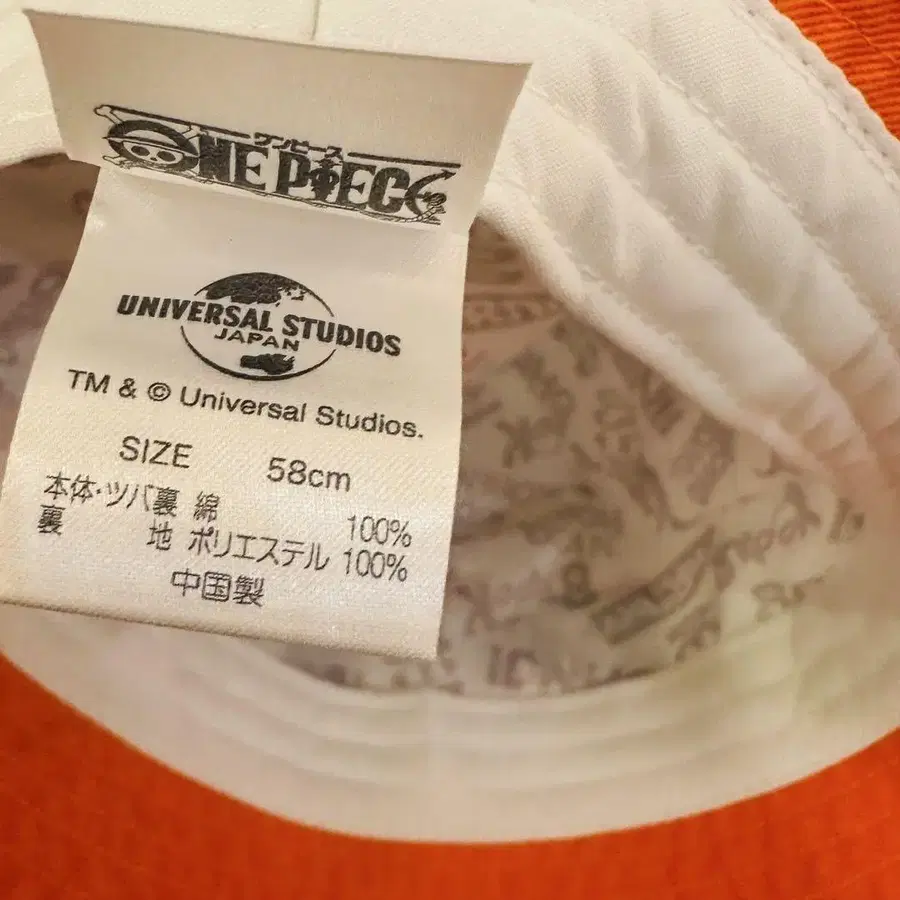 ワンピース
ONE PIECE
UNIVERSAL STUDIOS
JAPAN
TM & © Universal Studios.
SIZE 58cm
本体・ツバ裏 綿 100%
裏 地 ポリエステル 100%
中国製